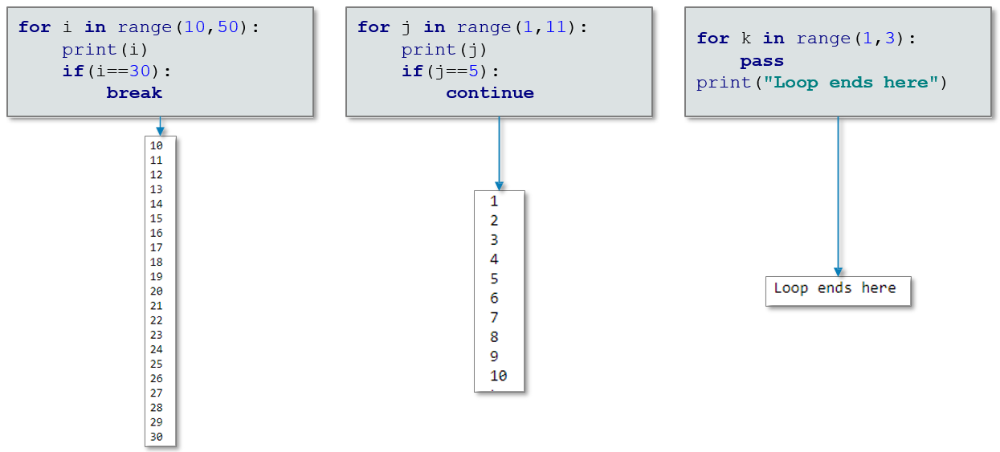 for i in range(10,50):
    print(i)
    if(i==30):
        break
10
11
12
13
14
15
16
17
18
19
20
21
22
23
24
25
26
27
28
29
30
for j in range(1,11):
    print(j)
    if(j==5):
        continue
1
2
3
4
5
6
7
8
9
10
for k in range(1,3):
    pass
print("Loop ends here")
Loop ends here